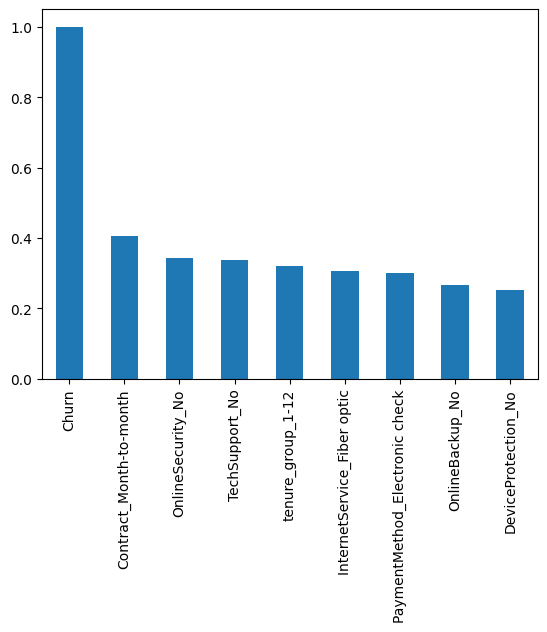 1.0
0.8
0.6
0.4
0.2
0.0
Churn
Contract_Month-to-month
OnlineSecurity_No
TechSupport_No
tenure_group_1-12
InternetService_Fiber optic
PaymentMethod_Electronic check
OnlineBackup_No
DeviceProtection_No